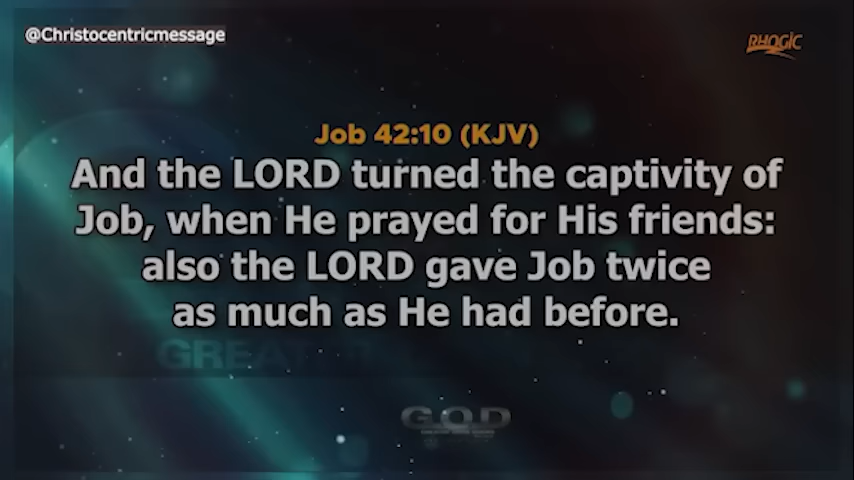 @Christocentricmessage
RHOGIC
Job 42:10 (KJV)
And the LORD turned the captivity of
Job, when He prayed for His friends:
also the LORD gave Job twice
as much as He had before.
GREAT
G.O.D